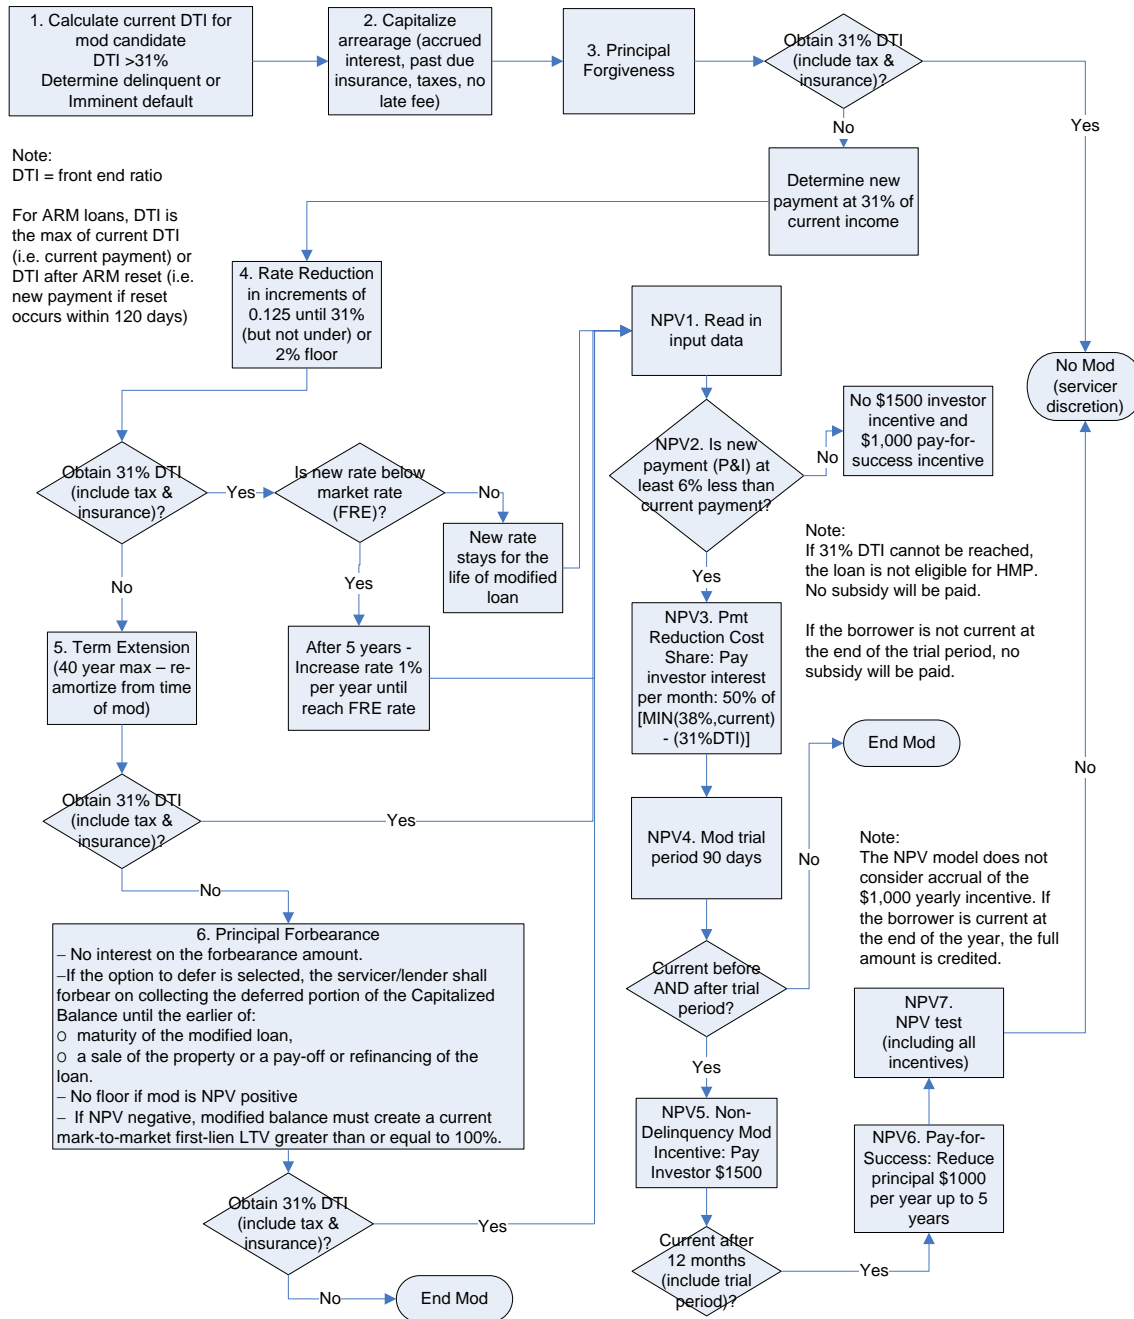 1. Calculate current DTI for
mod candidate
DTI >31%
Determine delinquent or
Imminent default
2. Capitalize
arrearage (accrued
interest, past due
insurance, taxes, no
late fee)
3. Principal
Forgiveness
Obtain 31% DTI
(include tax &
insurance)?
Yes
No
Note:
DTI = front end ratio
For ARM loans, DTI is
the max of current DTI
(i.e. current payment) or
DTI after ARM reset (i.e.
new payment if reset
occurs within 120 days)
Determine new
payment at 31% of
current income
4. Rate Reduction
in increments of
0.125 until 31%
(but not under) or
2% floor
NPV1. Read in
input data
No Mod
(servicer
discretion)
Obtain 31% DTI
(include tax &
insurance)?
Yes
Is new rate below
market rate
(FRE)?
No
New rate
stays for the
life of modified
loan
NPV2. Is new
payment (P&I) at
least 6% less than
current payment?
No
No $1500 investor
incentive and
$1,000 pay-for-
success incentive
Note:
If 31% DTI cannot be reached,
the loan is not eligible for HMP.
No subsidy will be paid.
If the borrower is not current at
the end of the trial period, no
subsidy will be paid.
No
Yes
Yes
5. Term Extension
(40 year max – re-
amortize from time
of mod)
After 5 years -
Increase rate 1%
per year until
reach FRE rate
NPV3. Pmt
Reduction Cost
Share: Pay
investor interest
per month: 50% of
[MIN(38%,current)
- (31%DTI)]
End Mod
No
Obtain 31% DTI
(include tax &
insurance)?
Yes
NPV4. Mod trial
period 90 days
No
Note:
The NPV model does not
consider accrual of the
$1,000 yearly incentive. If
the borrower is current at
the end of the year, the full
amount is credited.
No
6. Principal Forbearance
– No interest on the forbearance amount.
–If the option to defer is selected, the servicer/lender shall
forbear on collecting the deferred portion of the Capitalized
Balance until the earlier of:
o maturity of the modified loan,
o a sale of the property or a pay-off or refinancing of the
loan.
– No floor if mod is NPV positive
– If NPV negative, modified balance must create a current
mark-to-market first-lien LTV greater than or equal to 100%.
Current before
AND after trial
period?
Yes
NPV7.
NPV test
(including all
incentives)
NPV5. Non-
Delinquency Mod
Incentive: Pay
Investor $1500
NPV6. Pay-for-
Success: Reduce
principal $1000
per year up to 5
years
Obtain 31% DTI
(include tax &
insurance)?
Yes
No
End Mod
Current after
12 months
(include trial
period)?
Yes